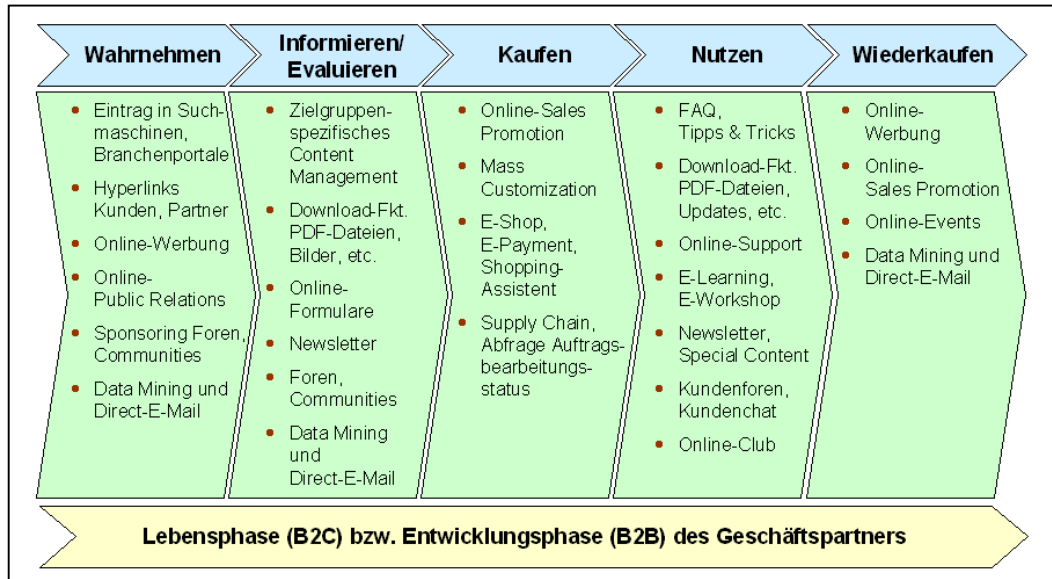 Wahrnehmen
Informieren/
Evaluieren
Kaufen
Nutzen
Wiederkaufen
Eintrag in Such-
maschinen,
Branchenportale
Hyperlinks
Kunden, Partner
Online-Werbung
Online-
Public Relations
Sponsoring Foren,
Communities
Data Mining und
Direct-E-Mail
Zielgruppen-
spezifisches
Content
Management
Download-Fkt.
PDF-Dateien,
Bilder, etc.
Online-
Formulare
Newsletter
Foren,
Communities
Data Mining
und
Direct-E-Mail
Online-Sales
Promotion
Mass
Customization
E-Shop,
E-Payment,
Shopping-
Assistent
Supply Chain,
Abfrage Auftrags-
bearbeitungs-
status
FAQ,
Tipps & Tricks
Download-Fkt.
PDF-Dateien,
Updates, etc.
Online-Support
E-Learning,
E-Workshop
Newsletter,
Special Content
Kundenforen,
Kundenchat
Online-Club
Online-
Werbung
Online-
Sales Promotion
Online-Events
Data Mining und
Direct-E-Mail
Lebensphase (B2C) bzw. Entwicklungsphase (B2B) des Geschäftspartners